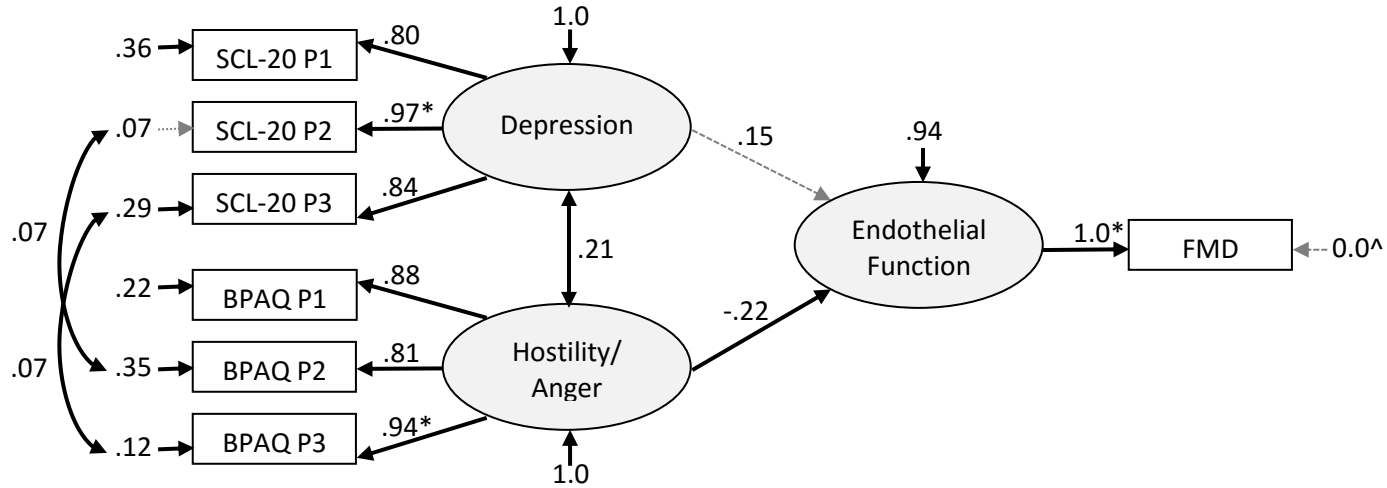 1.0
.36
SCL-20 P1
.80
.07
SCL-20 P2
.97*
Depression
.15
.94
.29
SCL-20 P3
.84
.07
.21
Endothelial
Function
1.0*
FMD
0.0^
.22
BPAQ P1
.88
-.22
.07
.35
BPAQ P2
.81
Hostility/
Anger
.12
BPAQ P3
.94*
1.0